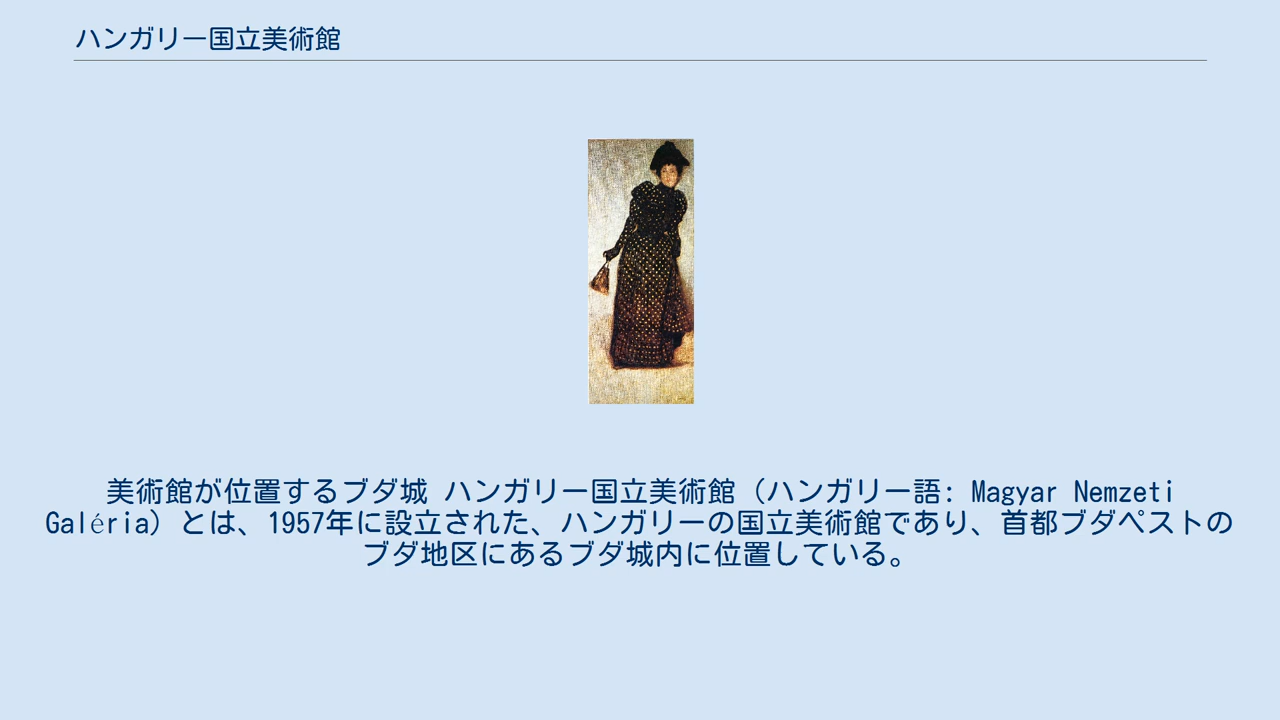 ハンガリー国立美術館
美術館が位置するブダ城 ハンガリー国立美術館（ハンガリー語: Magyar Nemzeti
Galéria）とは、1957年に設立された、ハンガリーの国立美術館であり、首都ブダペストの
ブダ地区にあるブダ城内に位置している。